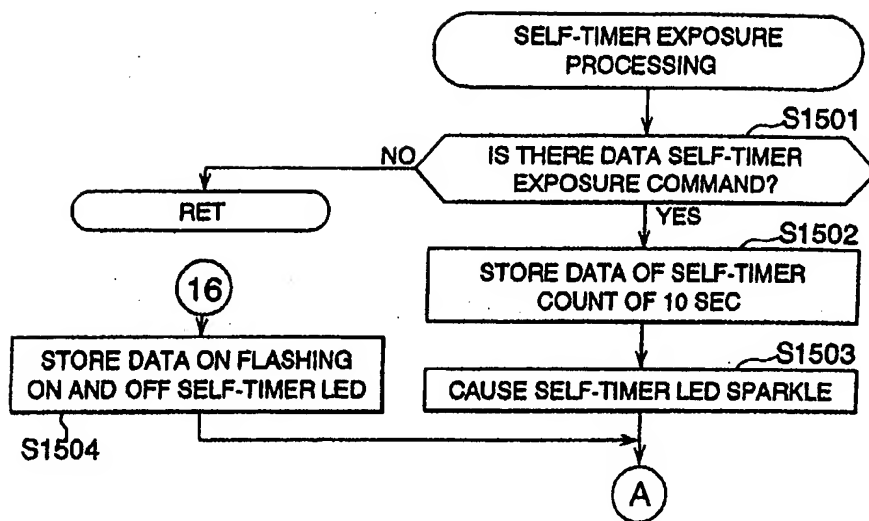 SELF-TIMER EXPOSURE
PROCESSING
S1501
NO
IS THERE DATA SELF-TIMER
EXPOSURE COMMAND?
RET
YES
S1502
STORE DATA OF SELF-TIMER
COUNT OF 10 SEC
16
S1503
STORE DATA ON FLASHING
ON AND OFF SELF-TIMER LED
CAUSE SELF-TIMER LED SPARKLE
S1504
A